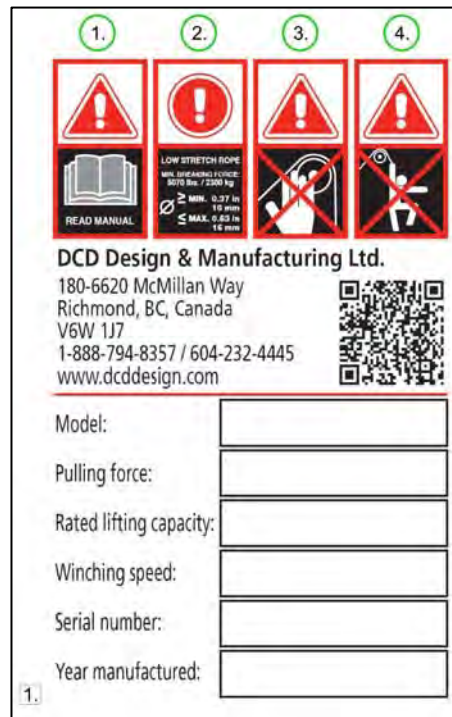 1. 2. 3. 4.
READ MANUAL
LOW STRETCH ROPE
MIN. BREAKING FORCE:
5070 lbs. / 2300 kg
Ø ≥ MIN. 0.37 in
10 mm
≤ MAX. 0.63 in
16 mm
DCD Design & Manufacturing Ltd.
180-6620 McMillan Way
Richmond, BC, Canada
V6W 1J7
1-888-794-8357 / 604-232-4445
www.dcddesign.com
Model:
Pulling force:
Rated lifting capacity:
Winching speed:
Serial number:
Year manufactured:
1.